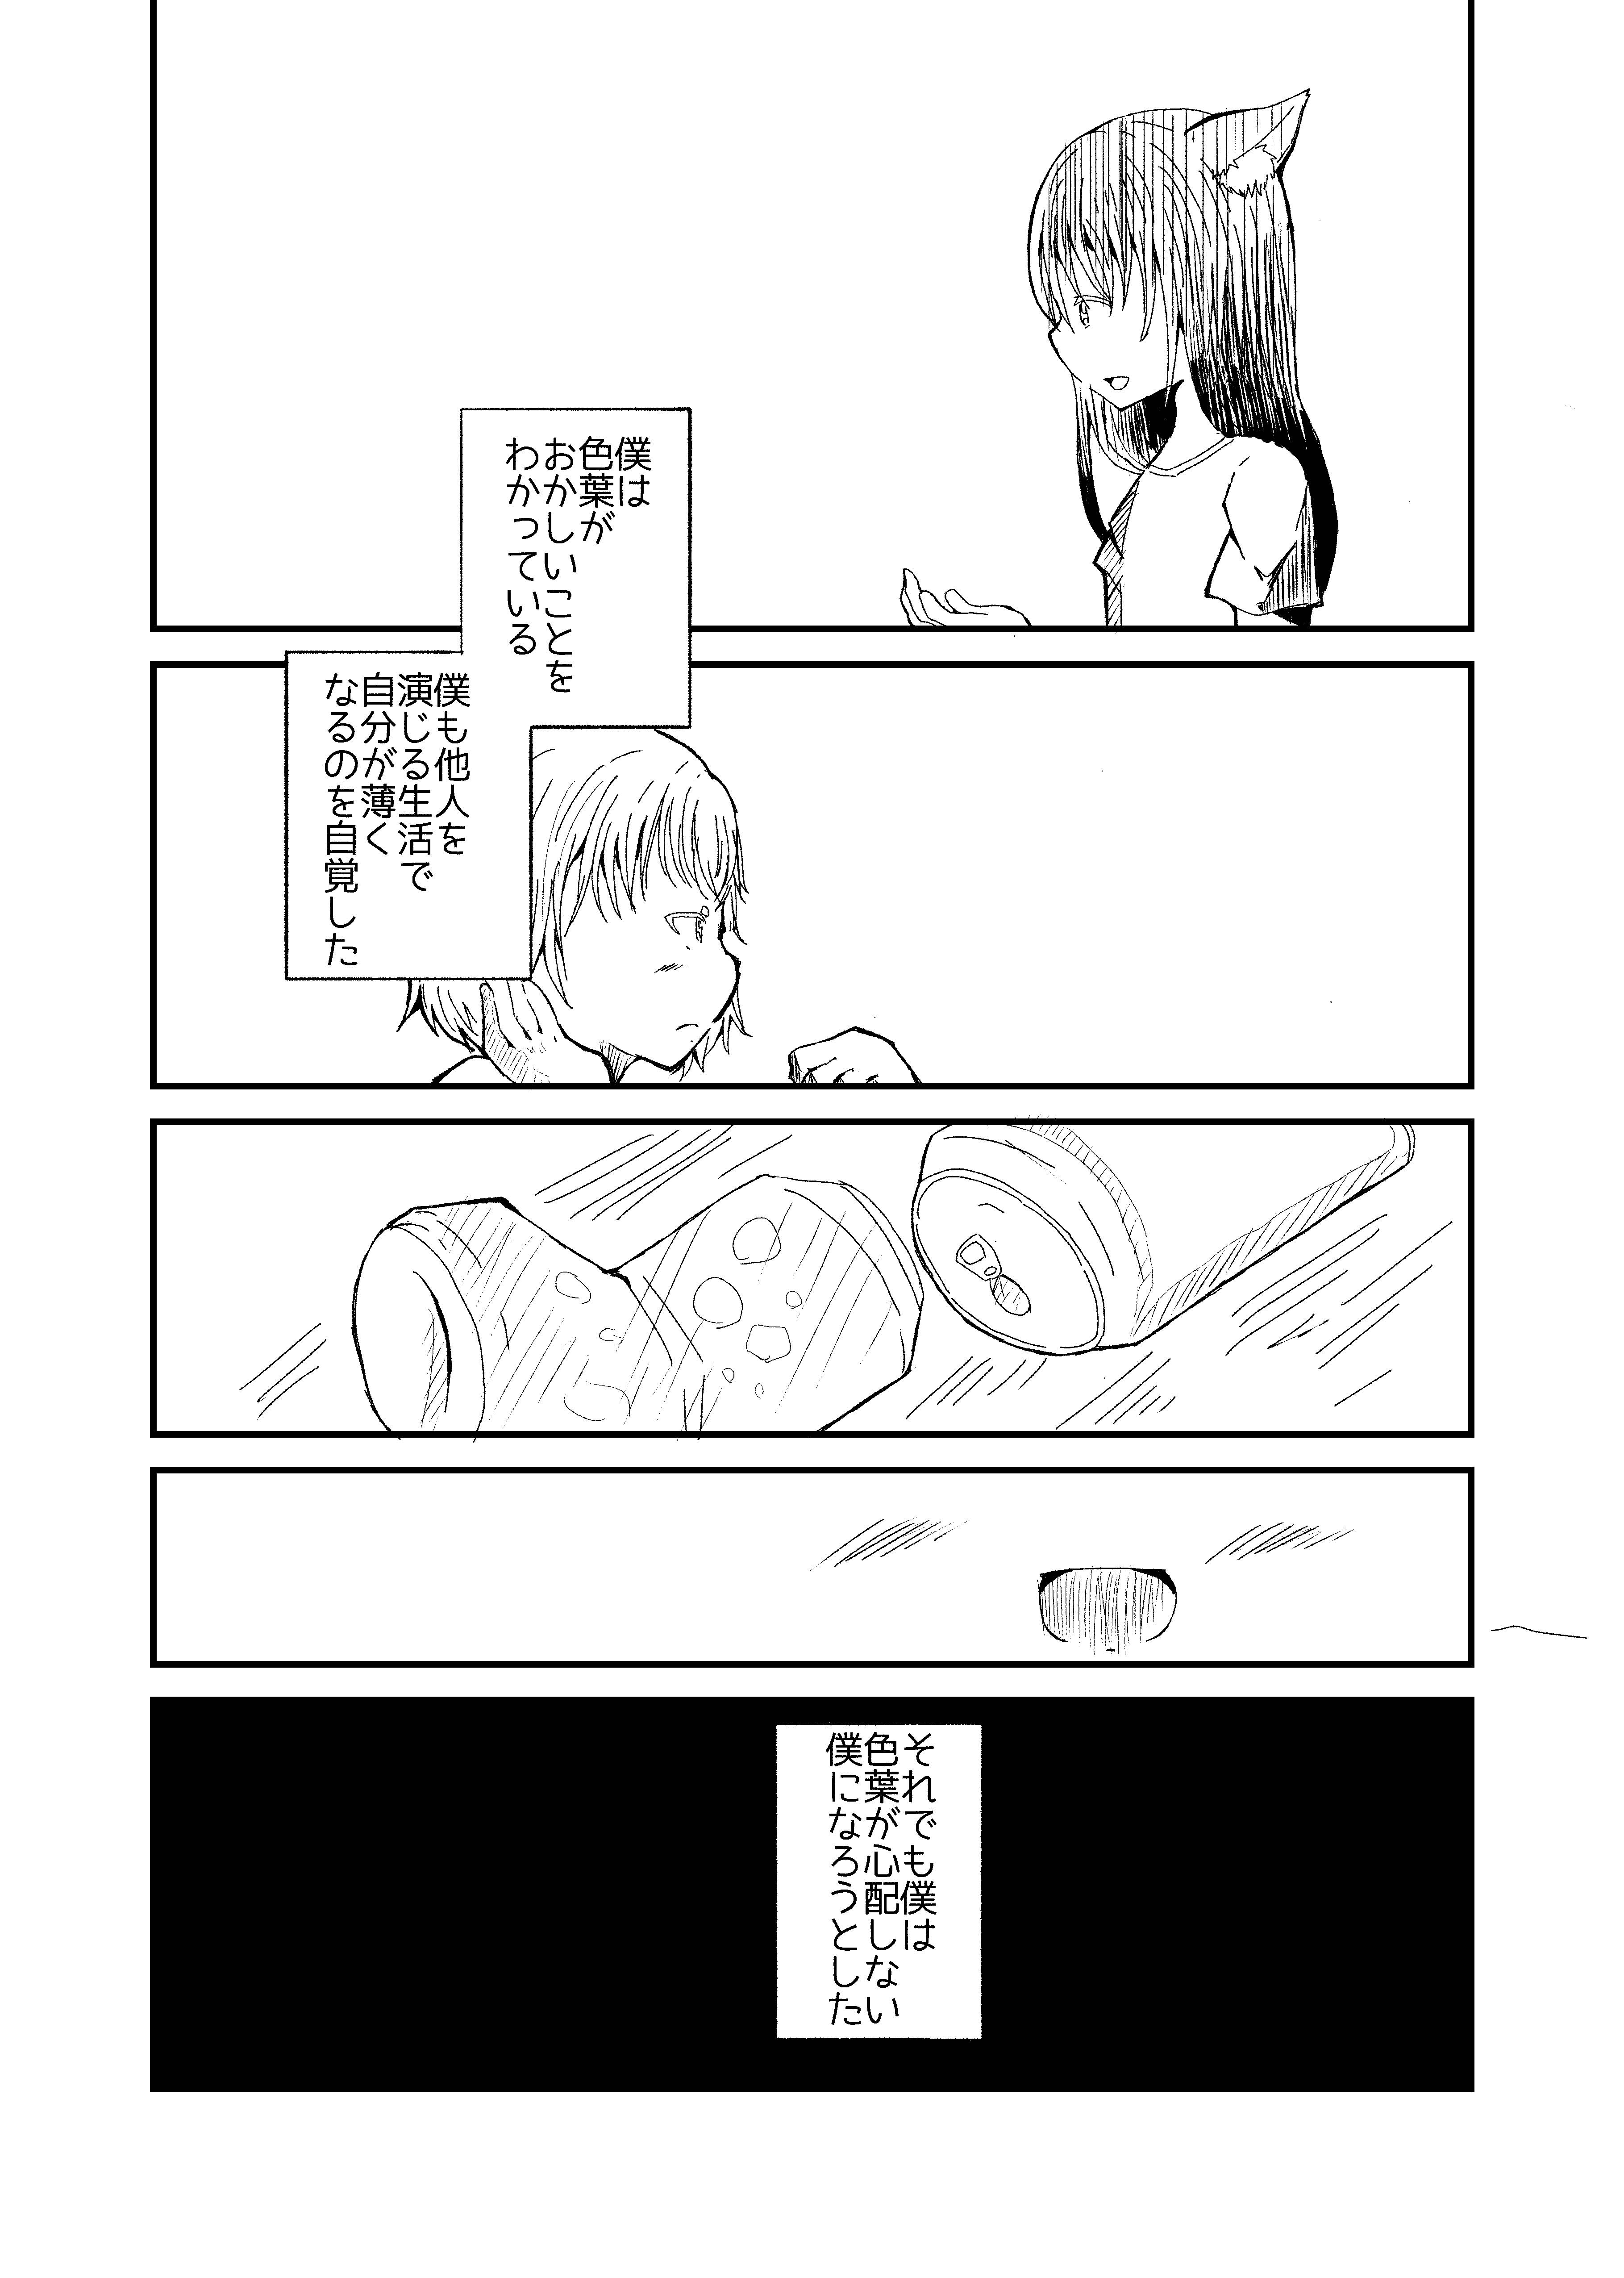 僕は
色葉が
おかしいことを
わかっている
僕も他人を
演じる生活で
自分が薄く
なるのを自覚した
それでも僕は
色葉が心配しない
僕になろうとした